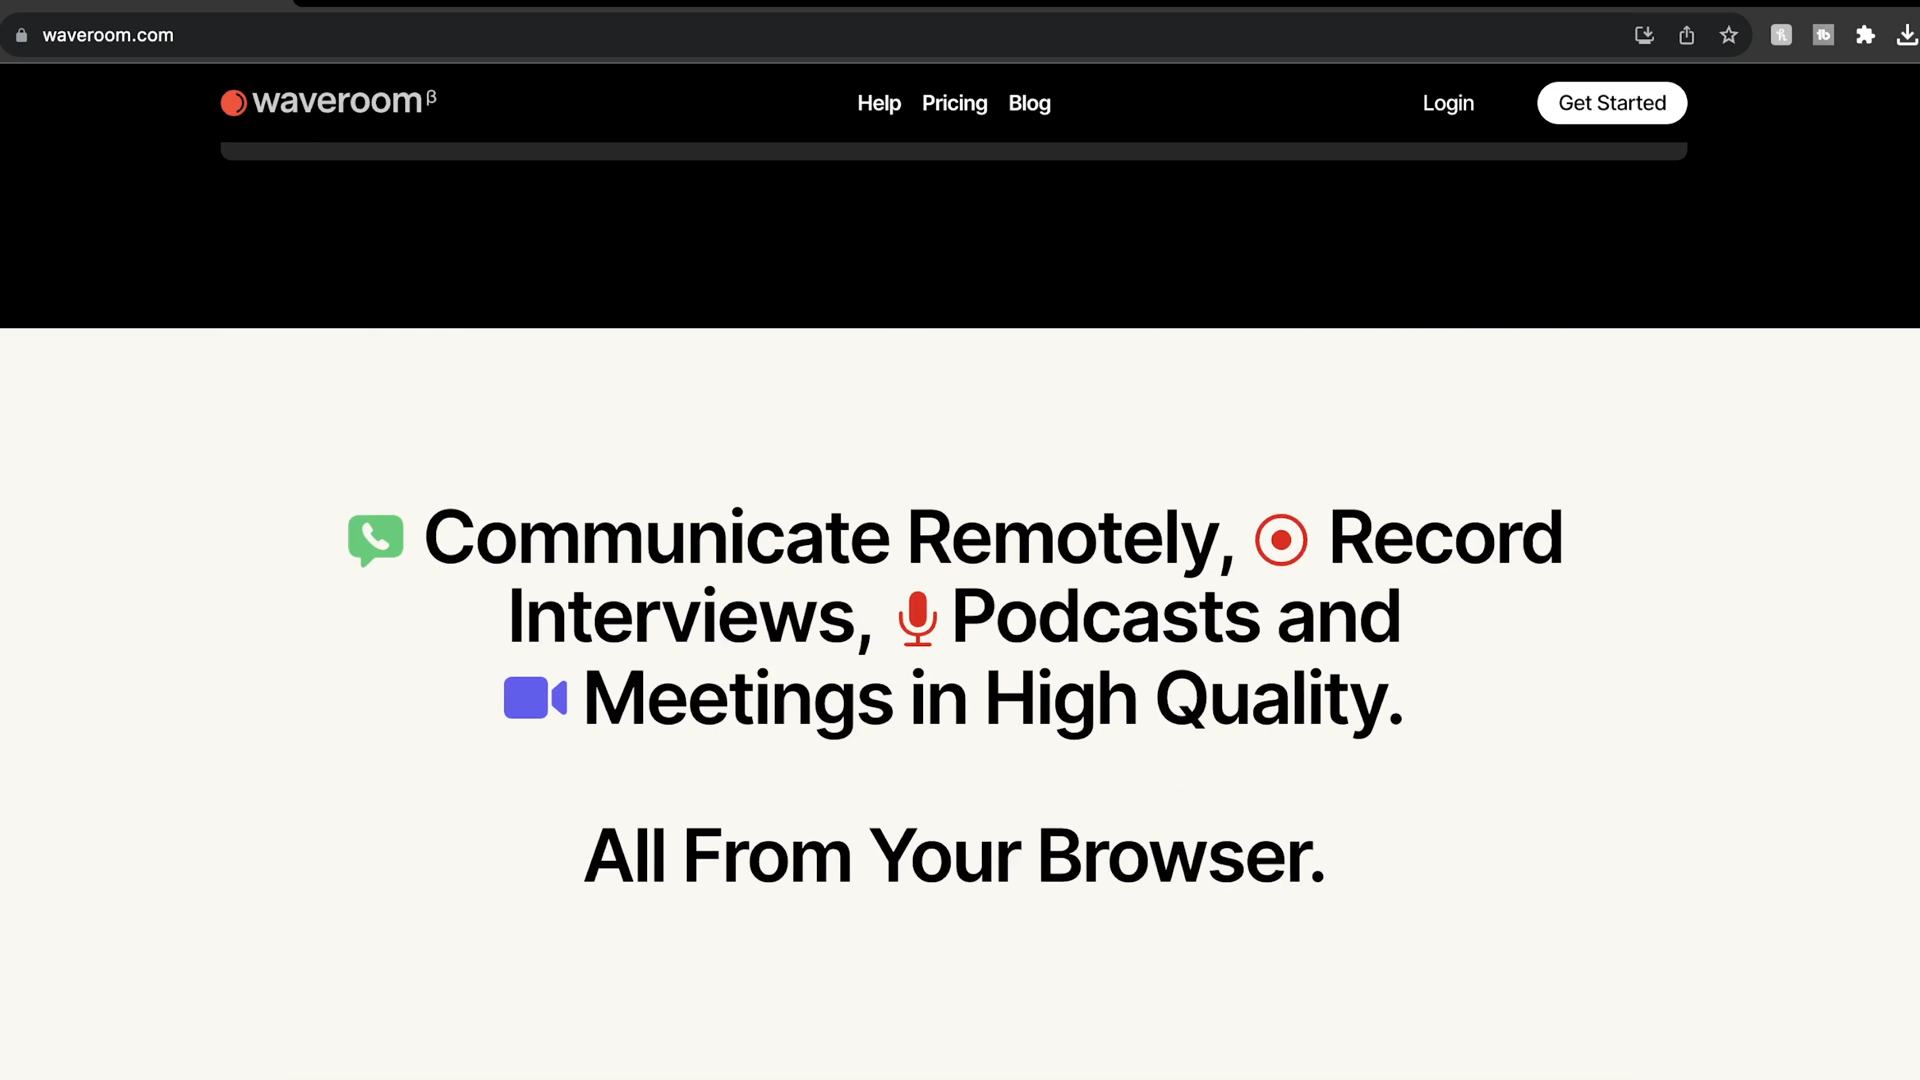 waveroom.com
waveroom β
Help Pricing Blog
Login
Get Started
Communicate Remotely, Record
Interviews, Podcasts and
Meetings in High Quality.
All From Your Browser.